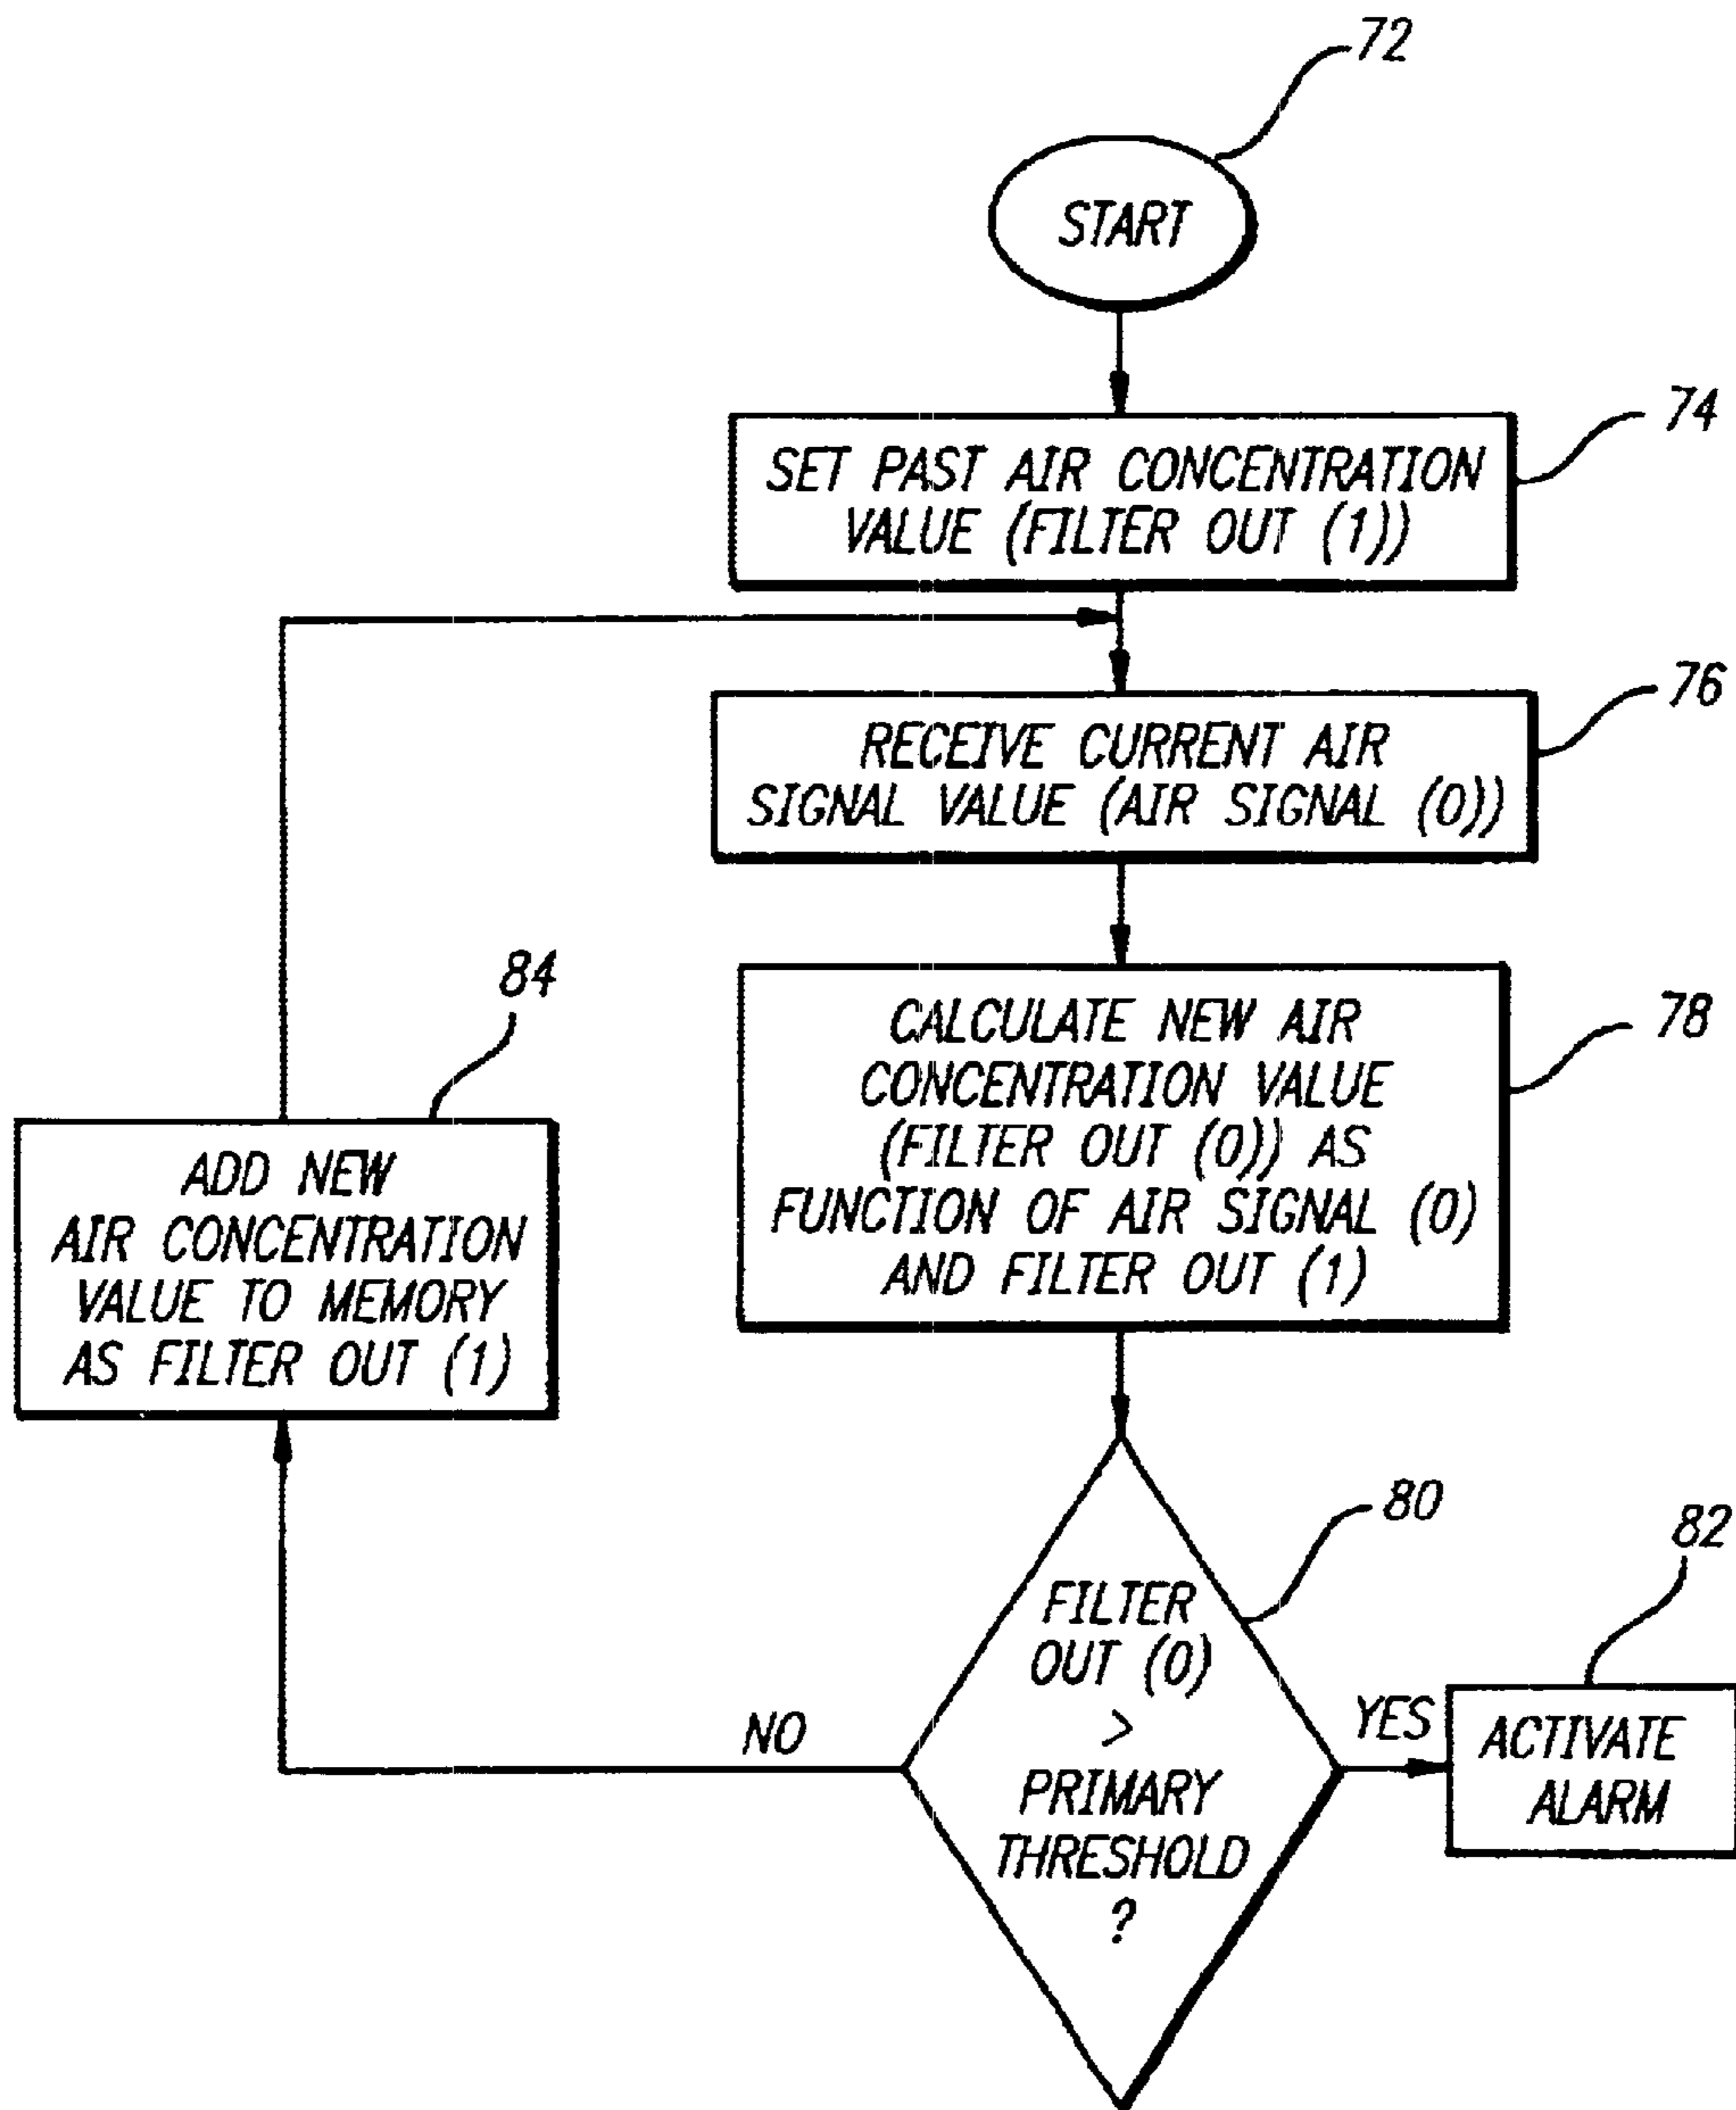 72
START
74
SET PAST AIR CONCENTRATION
VALUE (FILTER OUT (1))
76
RECEIVE CURRENT AIR
SIGNAL VALUE (AIR SIGNAL (0))
78
CALCULATE NEW AIR
CONCENTRATION VALUE
(FILTER OUT (0)) AS
FUNCTION OF AIR SIGNAL (0)
AND FILTER OUT (1)
84
ADD NEW
AIR CONCENTRATION
VALUE TO MEMORY
AS FILTER OUT (1)
80
FILTER
OUT (0)
>
PRIMARY
THRESHOLD
?
NO
YES
82
ACTIVATE
ALARM